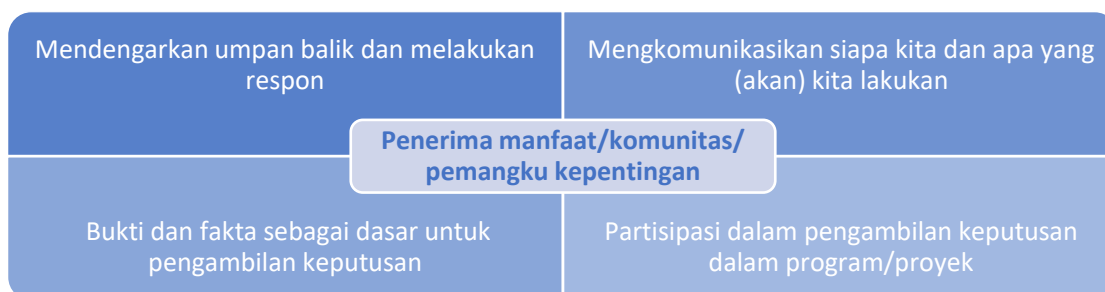 Mendengarkan umpan balik dan melakukan
respon
Mengkomunikasikan siapa kita dan apa yang
(akan) kita lakukan
Penerima manfaat/komunitas/
pemangku kepentingan
Bukti dan fakta sebagai dasar untuk
pengambilan keputusan
Partisipasi dalam pengambilan keputusan
dalam program/proyek